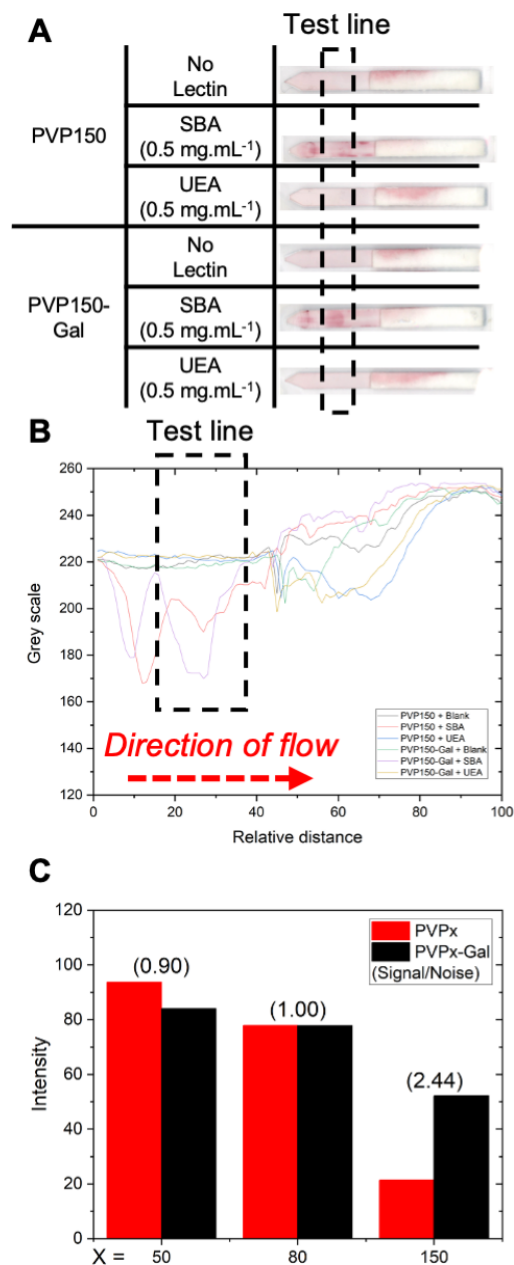 A
Test line
PVP150
No
Lectin
SBA
(0.5 mg.mL⁻¹)
UEA
(0.5 mg.mL⁻¹)
PVP150-
Gal
No
Lectin
SBA
(0.5 mg.mL⁻¹)
UEA
(0.5 mg.mL⁻¹)
B
Test line
260
240
220
200
180
160
140
120
Grey scale
Direction of flow
PVP150 + Blank
PVP150 + SBA
PVP150 + UEA
PVP150-Gal + Blank
PVP150-Gal + SBA
PVP150-Gal + UEA
0 20 40 60 80 100
Relative distance
C
120
100
80
60
40
20
0
Intensity
PVPx
PVPx-Gal
(Signal/Noise)
(0.90)
(1.00)
(2.44)
X = 50 80 150